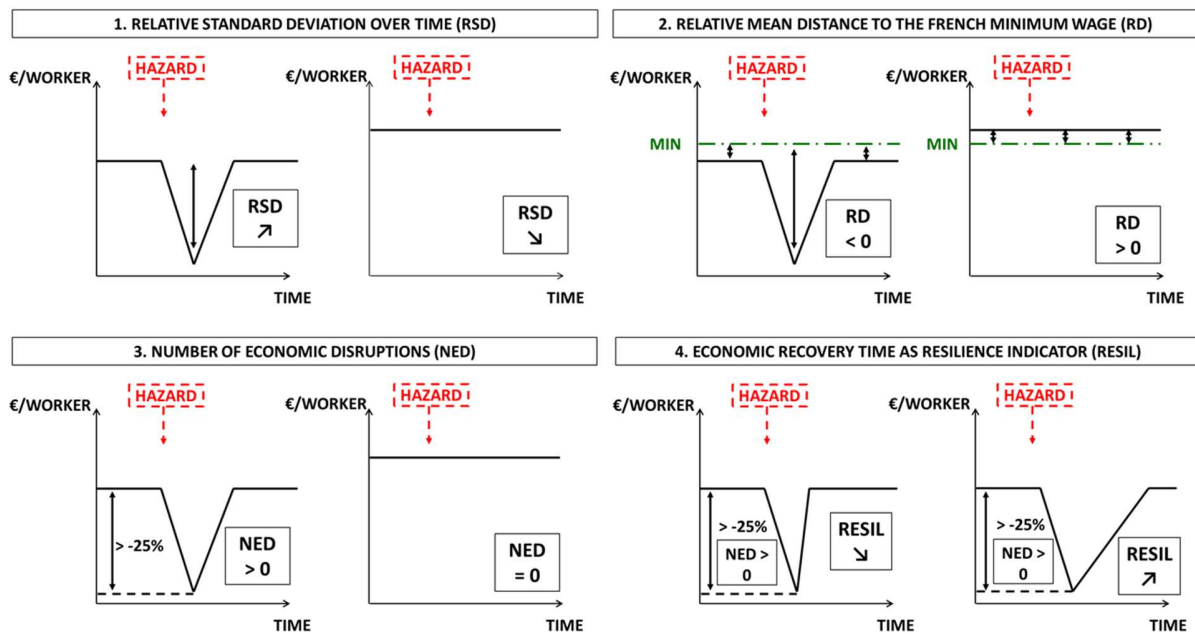 1. RELATIVE STANDARD DEVIATION OVER TIME (RSD)
€/WORKER
HAZARD
RSD
↗
TIME
€/WORKER
HAZARD
RSD
↘
TIME
2. RELATIVE MEAN DISTANCE TO THE FRENCH MINIMUM WAGE (RD)
€/WORKER
HAZARD
MIN
RD
< 0
TIME
€/WORKER
HAZARD
MIN
RD
> 0
TIME
3. NUMBER OF ECONOMIC DISRUPTIONS (NED)
€/WORKER
HAZARD
> -25%
NED
> 0
TIME
€/WORKER
HAZARD
NED
= 0
TIME
4. ECONOMIC RECOVERY TIME AS RESILIENCE INDICATOR (RESIL)
€/WORKER
HAZARD
> -25%
NED >
0
RESIL
↘
TIME
€/WORKER
HAZARD
> -25%
NED >
0
RESIL
↗
TIME